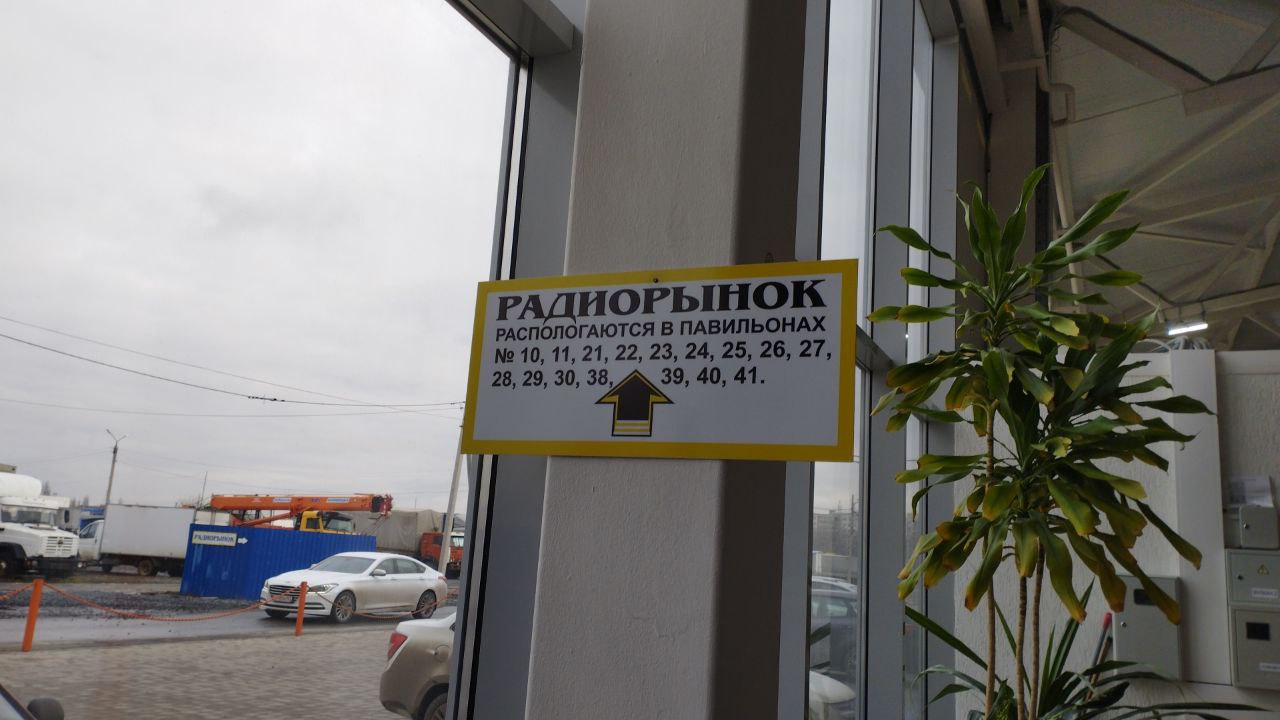 РАДИОРЫНОК
РАСПОЛОГАЮТСЯ В ПАВИЛЬОНАХ
№ 10, 11, 21, 22, 23, 24, 25, 26, 27,
28, 29, 30, 38, 39, 40, 41.
РАДИОРЫНОК